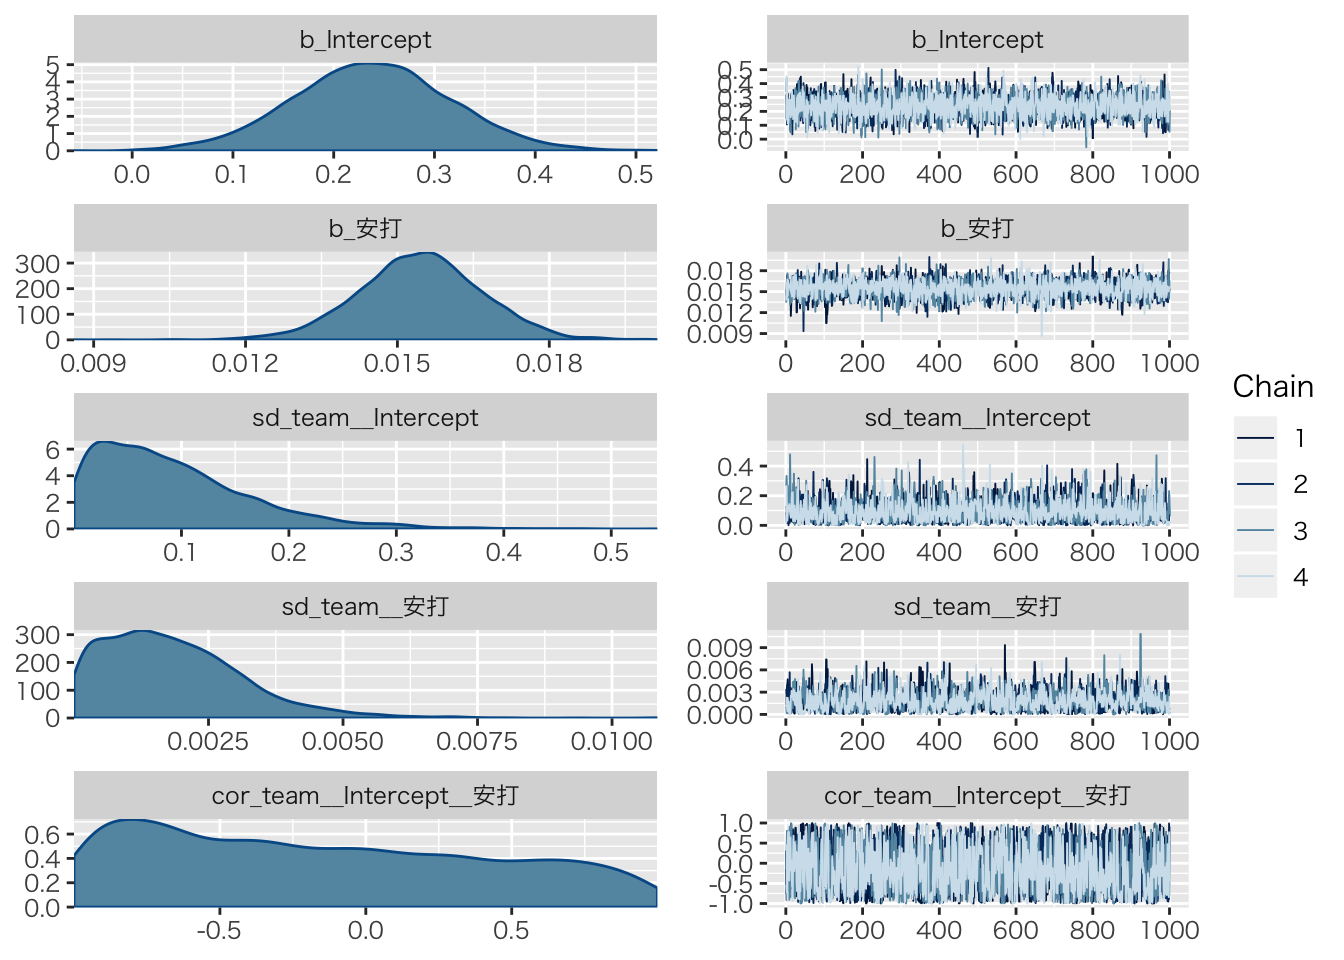 b_Intercept
5
4
3
2
1
0
0.0 0.1 0.2 0.3 0.4 0.5
b_Intercept
0.5
0.4
0.3
0.2
0.1
0.0
0 200 400 600 800 1000
b_安打
300
200
100
0
0.009 0.012 0.015 0.018
b_安打
0.018
0.015
0.012
0.009
0 200 400 600 800 1000
sd_team__Intercept
6
4
2
0
0.1 0.2 0.3 0.4 0.5
sd_team__Intercept
0.4
0.2
0.0
0 200 400 600 800 1000
sd_team__安打
300
200
100
0
0.0025 0.0050 0.0075 0.0100
sd_team__安打
0.009
0.006
0.003
0.000
0 200 400 600 800 1000
cor_team__Intercept__安打
0.6
0.4
0.2
0.0
-0.5 0.0 0.5
cor_team__Intercept__安打
1.0
0.5
0.0
-0.5
-1.0
0 200 400 600 800 1000
Chain
1
2
3
4